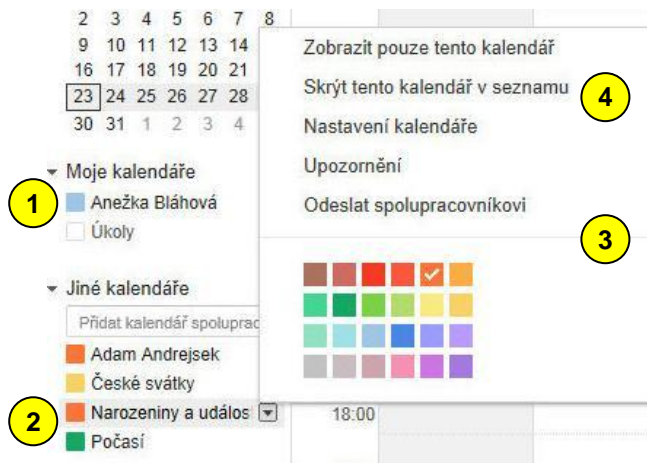 2 3 4 5 6 7 8
9 10 11 12 13 14
16 17 18 19 20 21
23 24 25 26 27 28
30 31 1 2 3 4
Moje kalendáře
1
Anežka Bláhová
Úkoly
Jiné kalendáře
Přidat kalendář spoluprac
Adam Andrejsek
České svátky
2
Narozeniny a událos
Počasí
Zobrazit pouze tento kalendář
Skrýt tento kalendář v seznamu
4
Nastavení kalendáře
Upozornění
Odeslat spolupracovníkovi
3
18:00